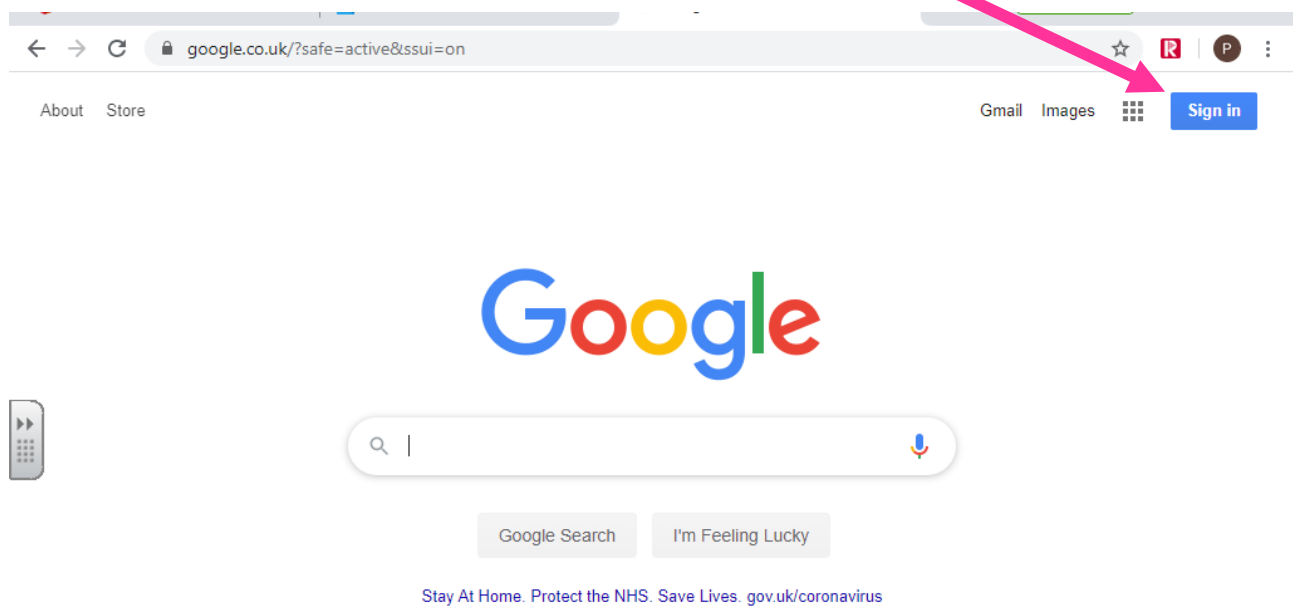 google.co.uk/?safe=active&ssui=on
R P
About Store Gmail Images Sign in
Google
Google Search I'm Feeling Lucky
Stay At Home. Protect the NHS. Save Lives. gov.uk/coronavirus